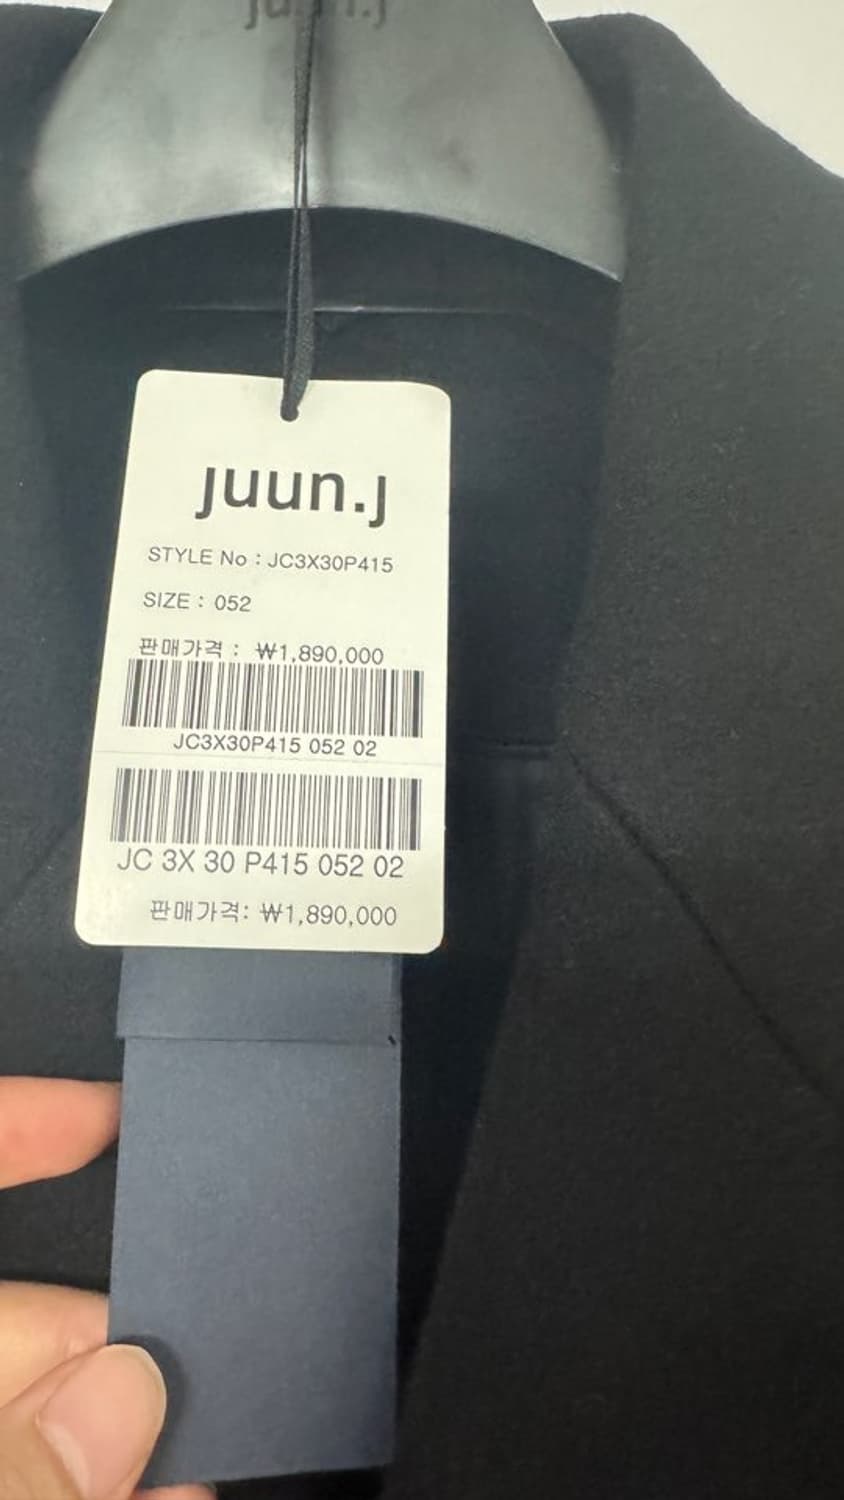 juun.j
juun.j
STYLE No : JC3X30P415
SIZE : 052
판매가격 : ₩1,890,000
JC3X30P415 052 02
JC 3X 30 P415 052 02
판매가격: ₩1,890,000